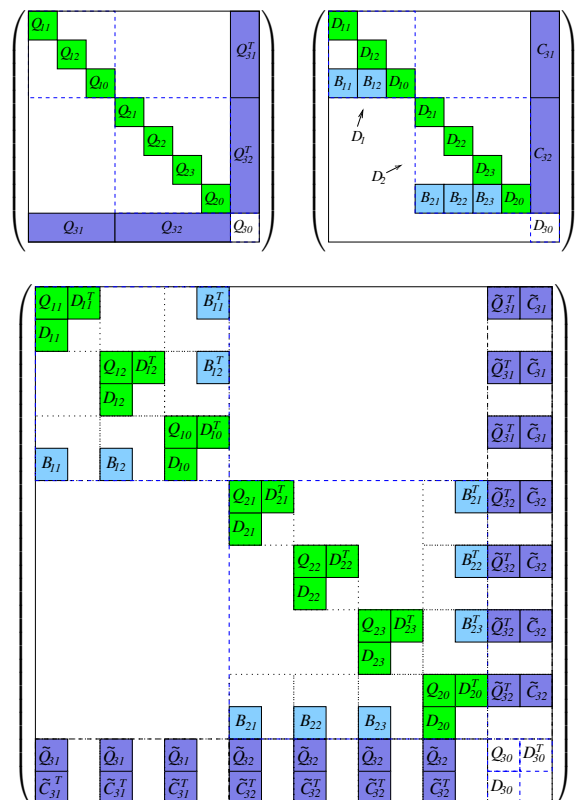 Q₁₁ Q₃₁ᵀ
Q₁₂
Q₁₀
Q₂₁ Q₃₂ᵀ
Q₂₂
Q₂₃
Q₂₀
Q₃₁ Q₃₂ Q₃₀
D₁₁ C₃₁
D₁₂
B₁₁ B₁₂ D₁₀
D₁ D₂₁
D₂₂ C₃₂
D₂ D₂₃
B₂₁ B₂₂ B₂₃ D₂₀
D₃₀
Q₁₁ D₁₁ᵀ B₁₁ᵀ Q̃₃₁ᵀ C̃₃₁
D₁₁
Q₁₂ D₁₂ᵀ B₁₂ᵀ Q̃₃₁ᵀ C̃₃₁
D₁₂
Q₁₀ D₁₀ᵀ Q̃₃₁ᵀ C̃₃₁
B₁₁ B₁₂ D₁₀
Q₂₁ D₂₁ᵀ B₂₁ᵀ Q̃₃₂ᵀ C̃₃₂
D₂₁
Q₂₂ D₂₂ᵀ B₂₂ᵀ Q̃₃₂ᵀ C̃₃₂
D₂₂
Q₂₃ D₂₃ᵀ B₂₃ᵀ Q̃₃₂ᵀ C̃₃₂
D₂₃
Q₂₀ D₂₀ᵀ Q̃₃₂ᵀ C̃₃₂
B₂₁ B₂₂ B₂₃ D₂₀
Q̃₃₁ Q̃₃₁ Q̃₃₁ Q̃₃₂ Q̃₃₂ Q̃₃₂ Q̃₃₂ Q₃₀ D₃₀ᵀ
C̃₃₁ᵀ C̃₃₁ᵀ C̃₃₁ᵀ C̃₃₂ᵀ C̃₃₂ᵀ C̃₃₂ᵀ C̃₃₂ᵀ D₃₀